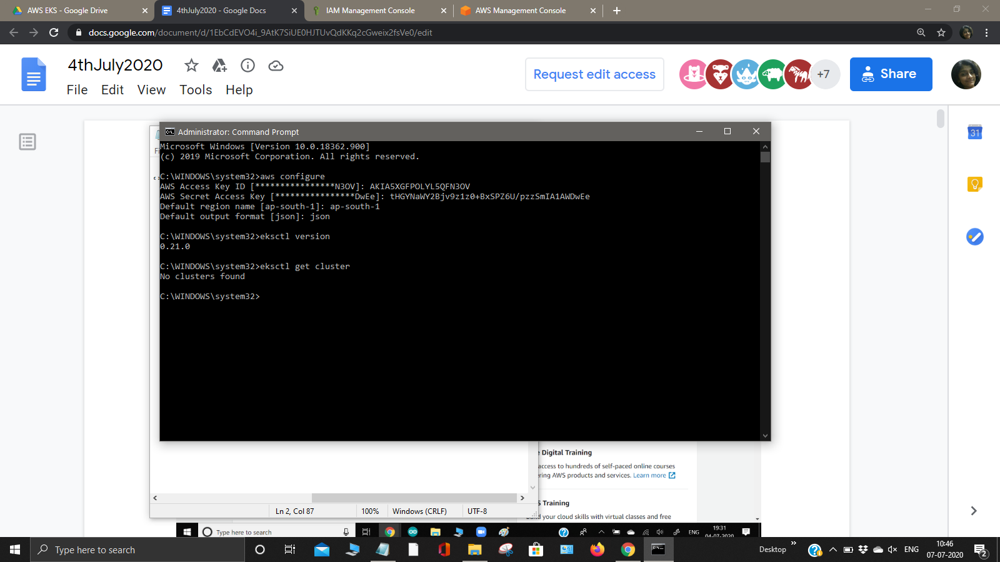 AWS EKS - Google Drive
4thJuly2020 - Google Docs
IAM Management Console
AWS Management Console
docs.google.com/document/d/1EbCdEVO4i_9AtK7SiUE0HJTUvQdKKq2cGweix2fsVe0/edit
4thJuly2020
File Edit View Tools Help
Request edit access
+7
Share
31
Administrator: Command Prompt
Microsoft Windows [Version 10.0.18362.900]
(c) 2019 Microsoft Corporation. All rights reserved.
C:\WINDOWS\system32>aws configure
AWS Access Key ID [****************N3OV]: AKIA5XGFPOLYL5QFN3OV
AWS Secret Access Key [****************DwEe]: 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
Default region name [ap-south-1]: ap-south-1
Default output format [json]: json
C:\WINDOWS\system32>eksctl version
0.21.0
C:\WINDOWS\system32>eksctl get cluster
No clusters found
C:\WINDOWS\system32>
e Digital Training
access to hundreds of self-paced online courses
ering AWS products and services. Learn more
S Training
your cloud skills with virtual classes and free
Ln 2, Col 87
100%
Windows (CRLF)
UTF-8
Type here to search
ENG
19:31
04-07-2020
Type here to search
Desktop
ENG
10:46
07-07-2020
2